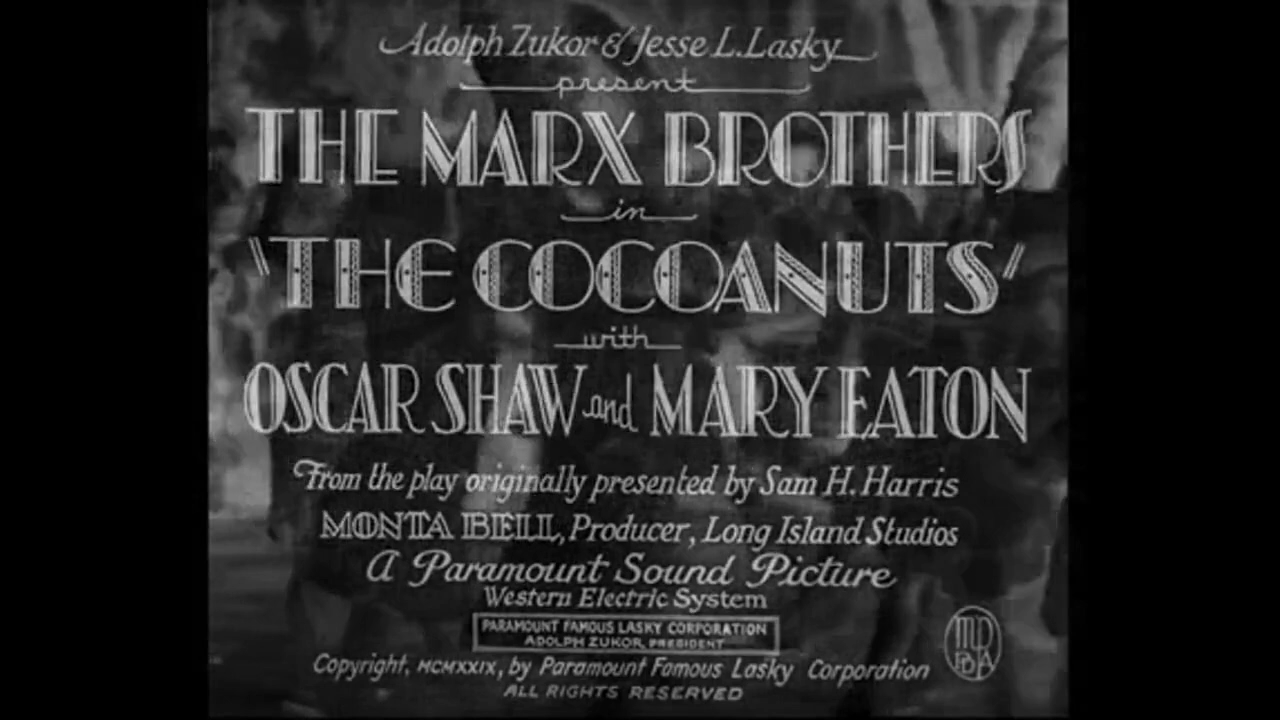 Adolph Zukor & Jesse L. Lasky
present
THE MARX BROTHERS
in
"THE COCOANUTS"
with
OSCAR SHAW and MARY EATON
From the play originally presented by Sam H. Harris
MONTA BELL, Producer, Long Island Studios
A Paramount Sound Picture
Western Electric System
PARAMOUNT FAMOUS LASKY CORPORATION
ADOLPH ZUKOR, PRESIDENT
Copyright, MCMXXIX, by Paramount Famous Lasky Corporation
ALL RIGHTS RESERVED